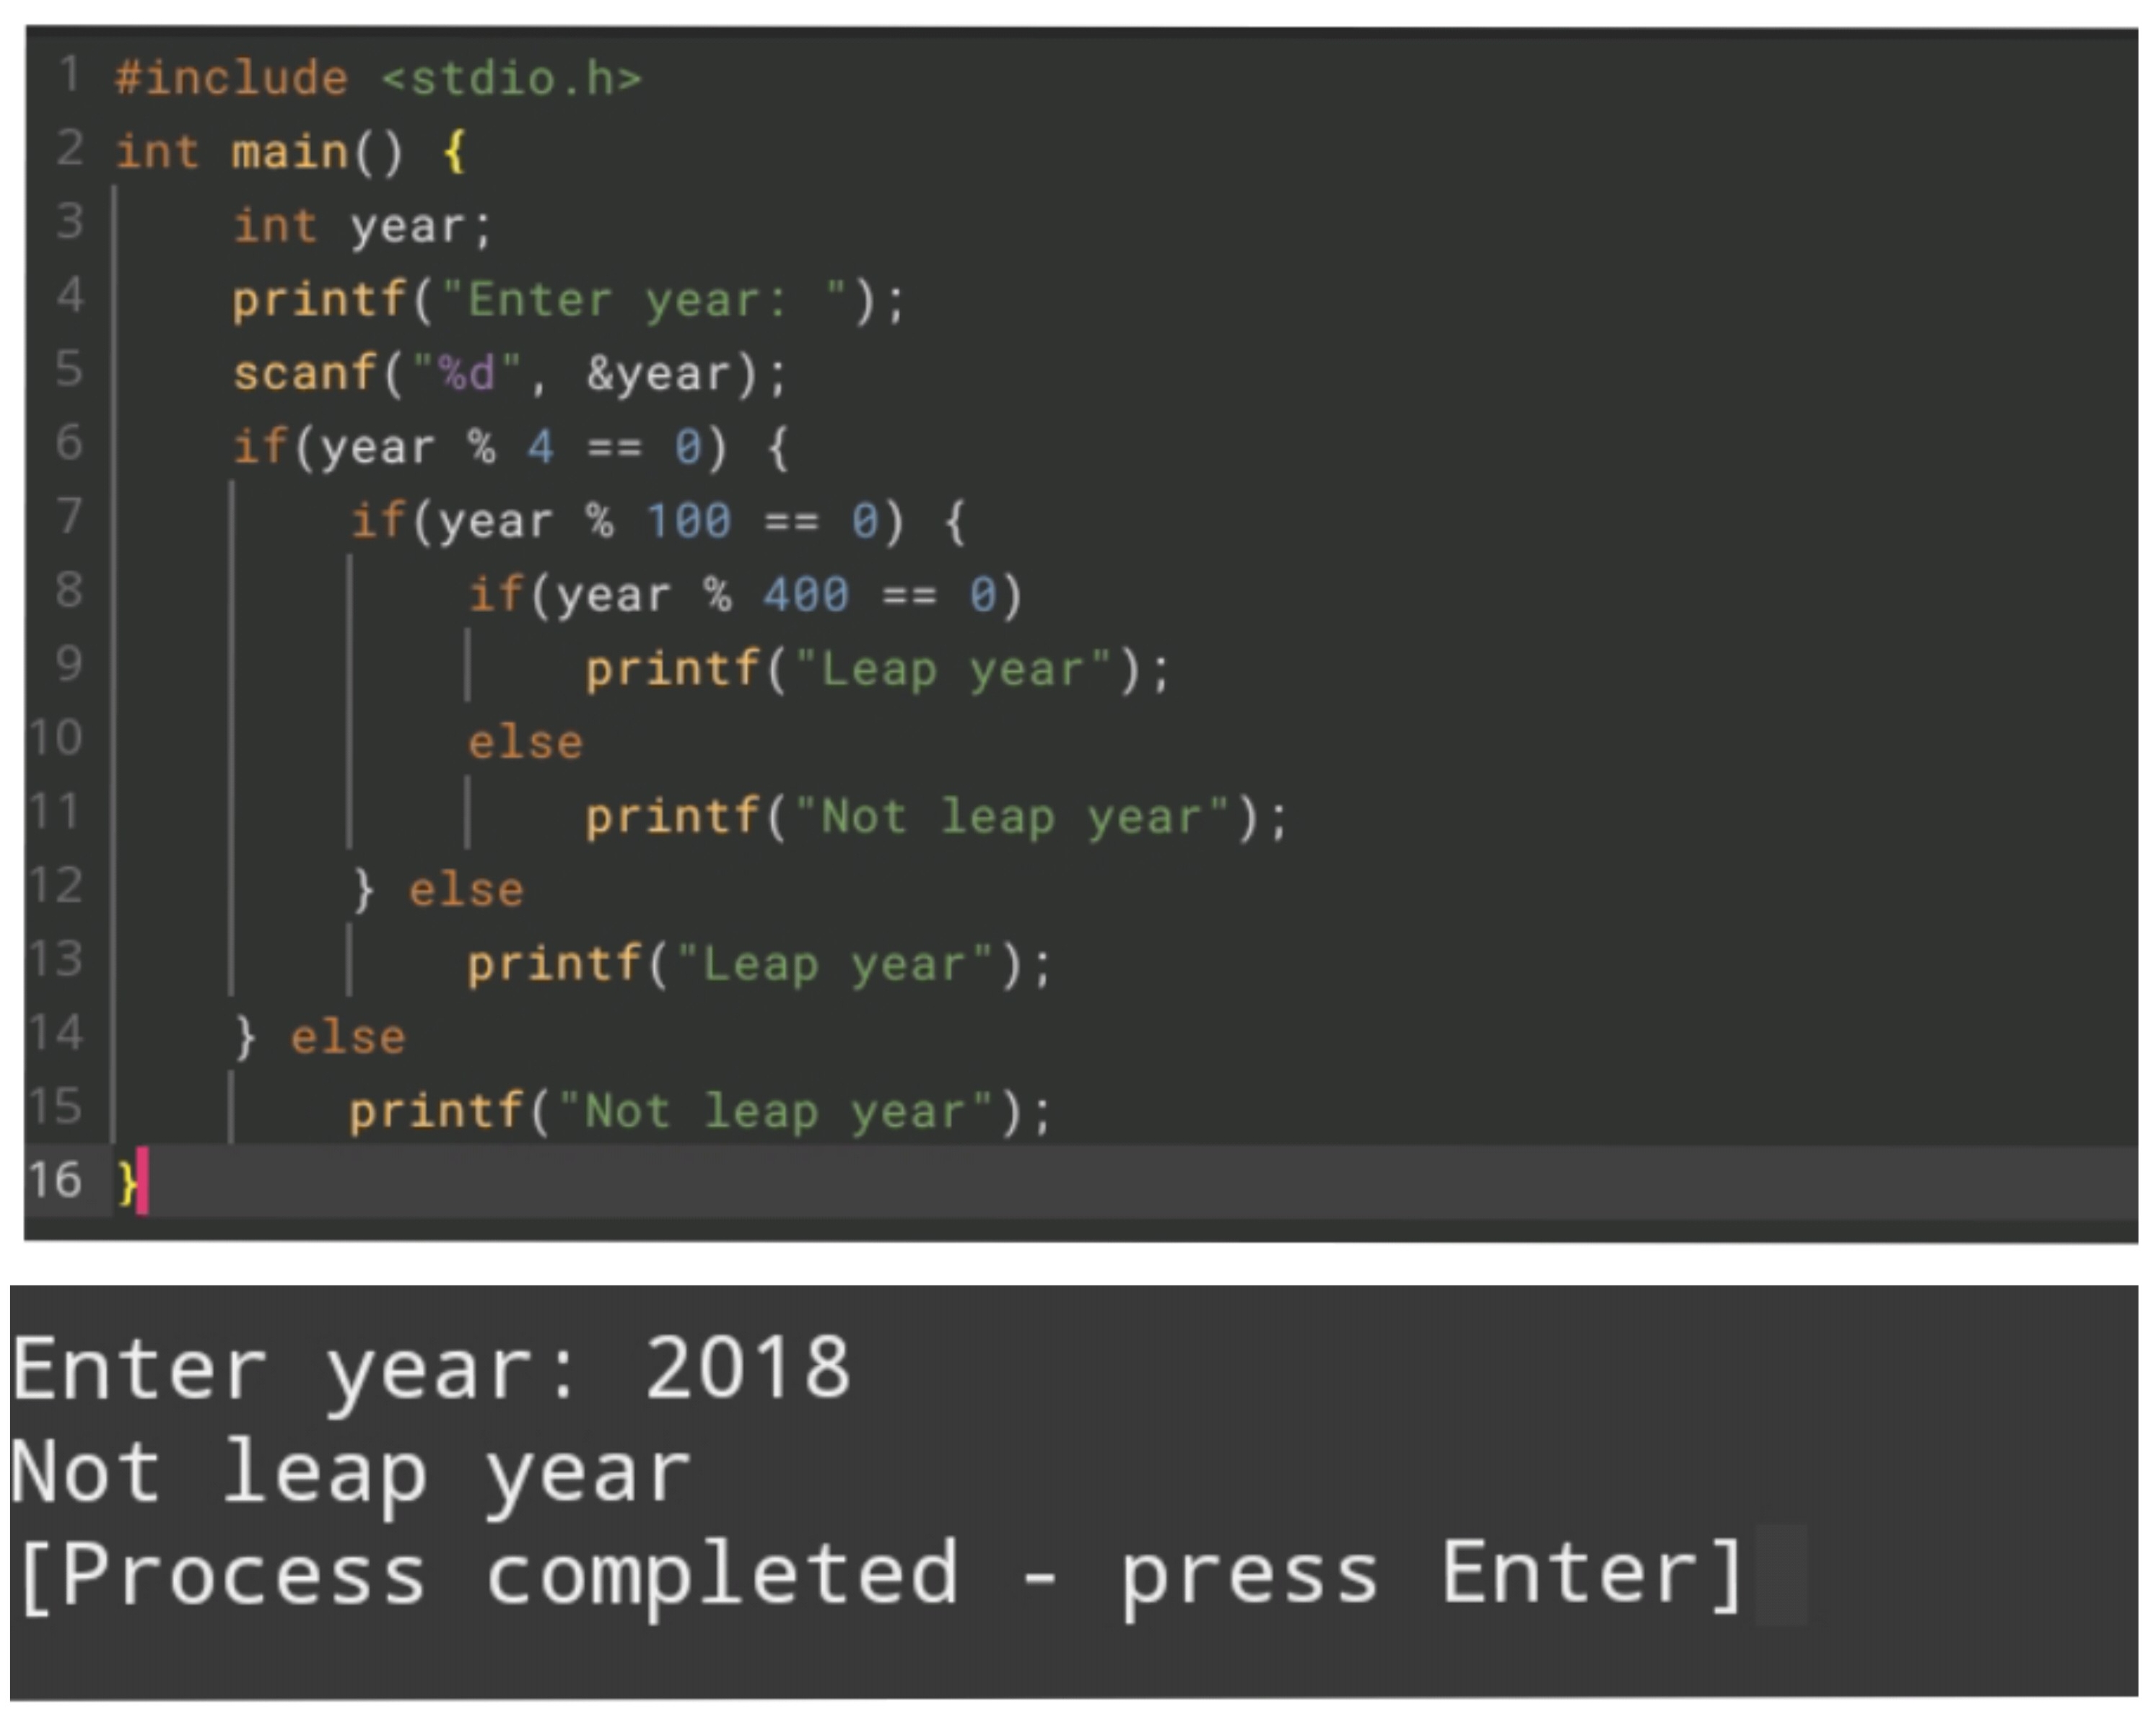 1 #include <stdio.h>
2 int main() {
3     int year;
4     printf("Enter year: ");
5     scanf("%d", &year);
6     if(year % 4 == 0) {
7         if(year % 100 == 0) {
8             if(year % 400 == 0)
9                 printf("Leap year");
10             else
11                 printf("Not leap year");
12         } else
13             printf("Leap year");
14     } else
15         printf("Not leap year");
16 }
Enter year: 2018
Not leap year
[Process completed - press Enter]